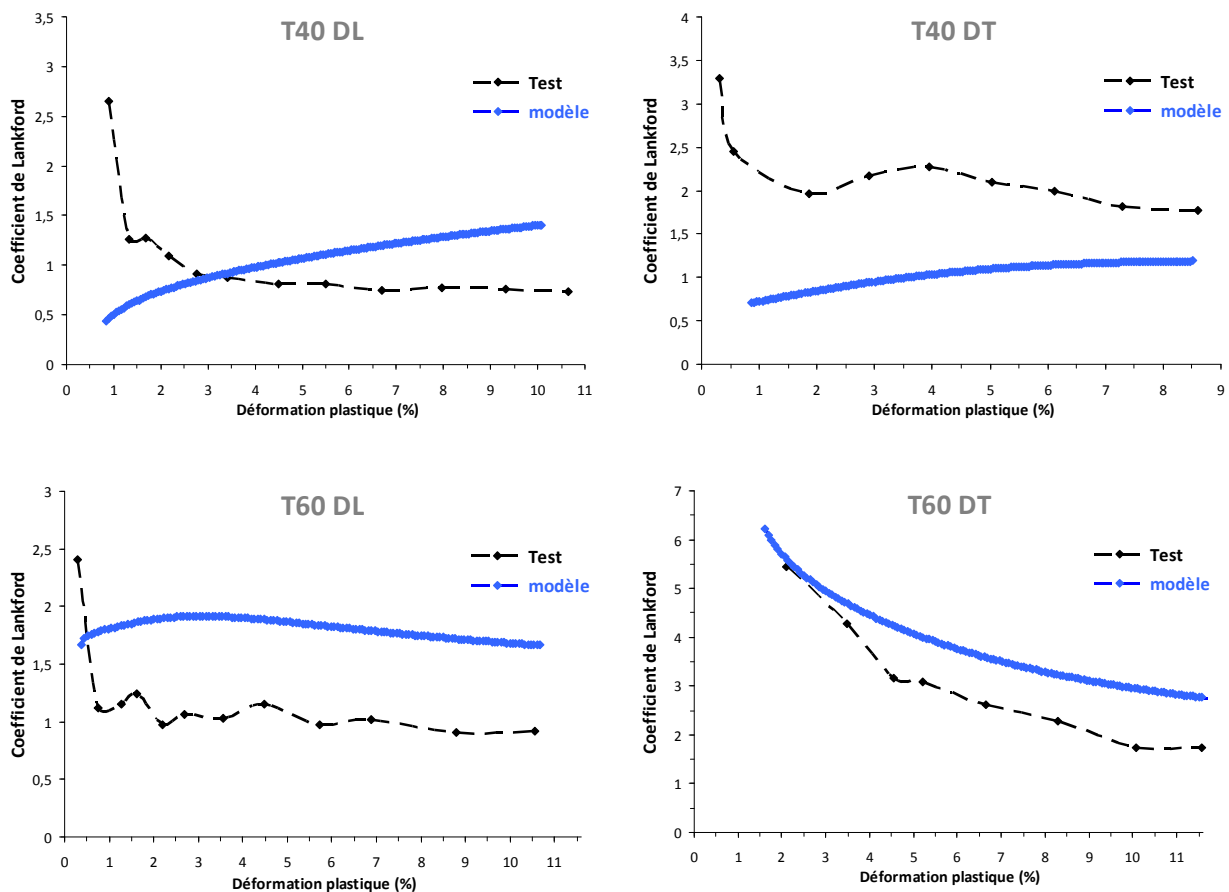 T40 DL
Coefficient de Lankford
3,5
3
2,5
2
1,5
1
0,5
0
Test
modèle
0 1 2 3 4 5 6 7 8 9 10 11
Déformation plastique (%)
T40 DT
Coefficient de Lankford
4
3,5
3
2,5
2
1,5
1
0,5
0
Test
modèle
0 1 2 3 4 5 6 7 8 9
Déformation plastique (%)
T60 DL
Coefficient de Lankford
3
2,5
2
1,5
1
0,5
0
Test
modèle
0 1 2 3 4 5 6 7 8 9 10 11
Déformation plastique (%)
T60 DT
Coefficient de Lankford
7
6
5
4
3
2
1
0
Test
modèle
0 1 2 3 4 5 6 7 8 9 10 11
Déformation plastique (%)